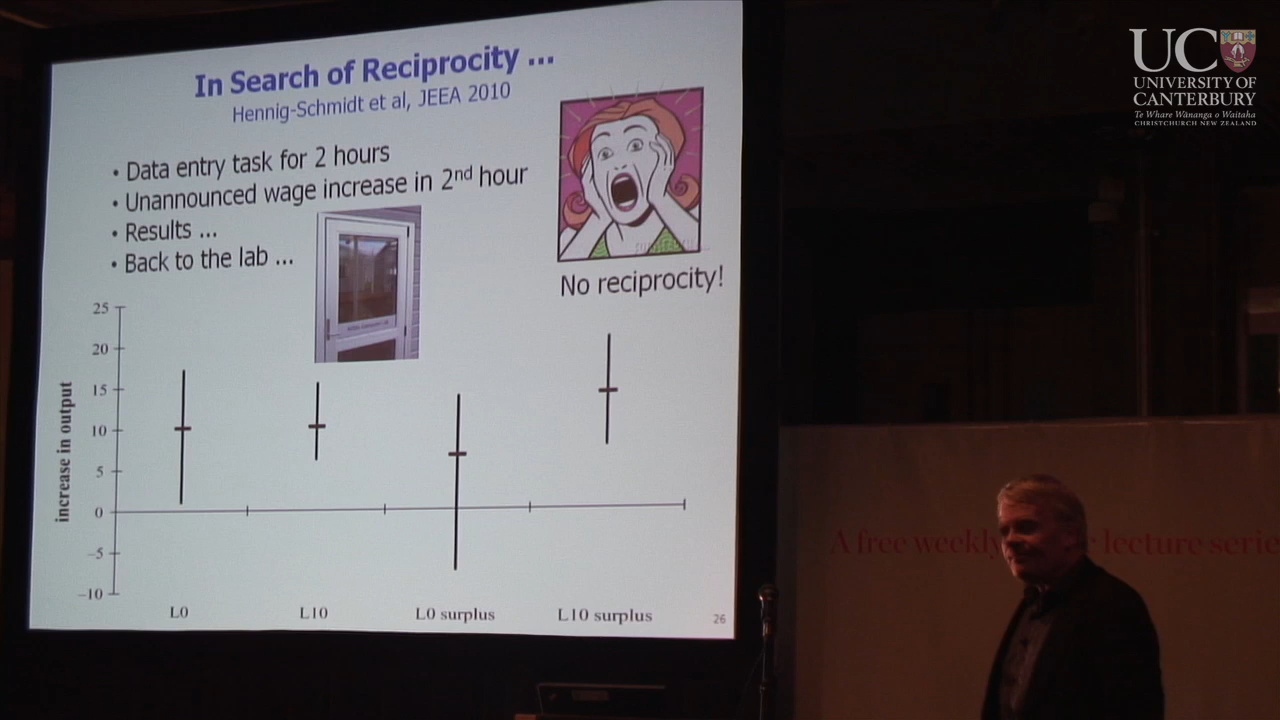 In Search of Reciprocity ...
Hennig-Schmidt et al, JEEA 2010
• Data entry task for 2 hours
• Unannounced wage increase in 2nd hour
• Results ...
• Back to the lab ...
No reciprocity!
increase in output
25
20
15
10
5
0
–5
–10
L0
L10
L0 surplus
L10 surplus
26
UC
UNIVERSITY OF
CANTERBURY
Te Whare Wānanga o Waitaha
CHRISTCHURCH NEW ZEALAND
A free weekly lecture serie